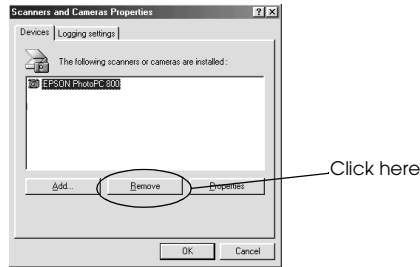 Scanners and Cameras Properties
Devices
Logging settings
The following scanners or cameras are installed :
EPSON PhotoPC 800
Add...
Remove
Properties
Click here
OK
Cancel